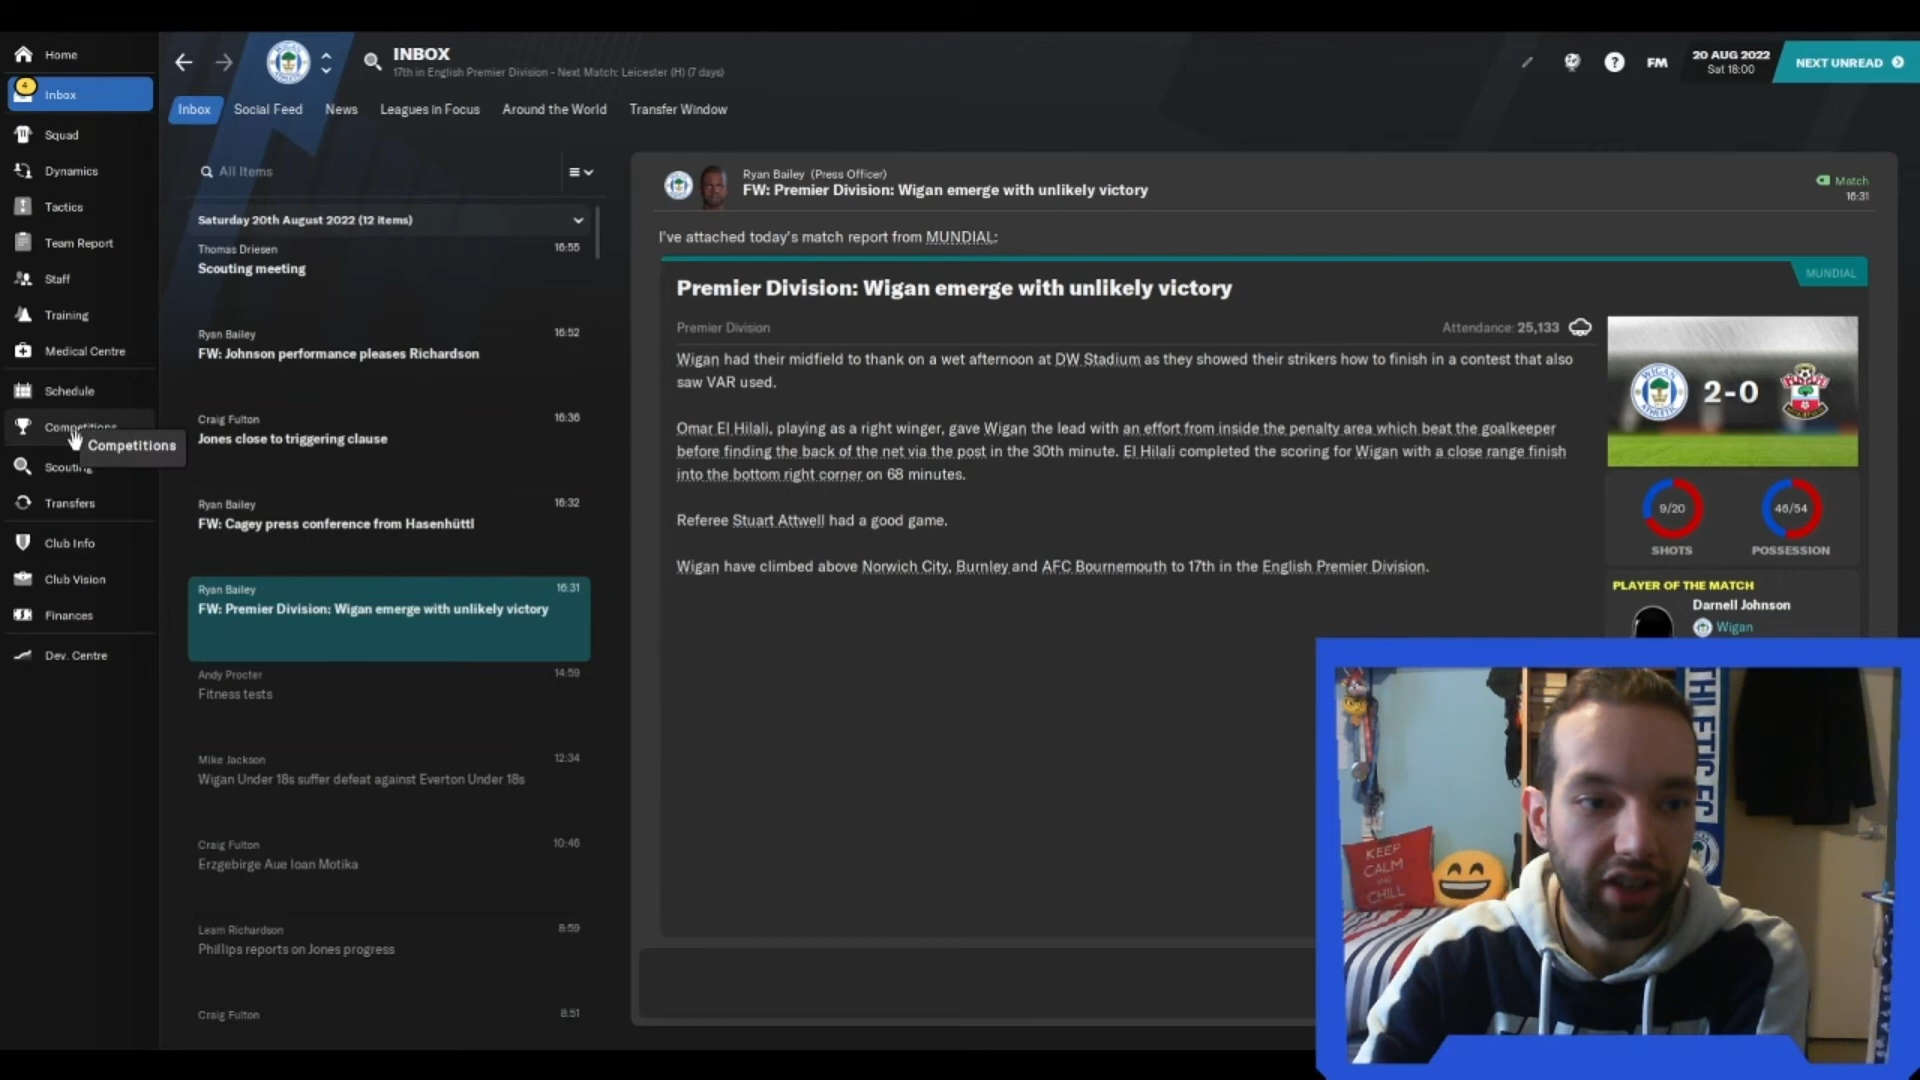 Home
4
Inbox
Squad
Dynamics
Tactics
Team Report
Staff
Training
Medical Centre
Schedule
Competitions
Competitions
Scouting
Transfers
Club Info
Club Vision
Finances
Dev. Centre
INBOX
17th in English Premier Division - Next Match: Leicester (H) (7 days)
FM
20 AUG 2022
Sat 18:00
NEXT UNREAD
Inbox
Social Feed
News
Leagues in Focus
Around the World
Transfer Window
All Items
Saturday 20th August 2022 (12 items)
Thomas Driesen 16:55
Scouting meeting
Ryan Bailey 16:52
FW: Johnson performance pleases Richardson
Craig Fulton 16:36
Jones close to triggering clause
Ryan Bailey 16:32
FW: Cagey press conference from Hasenhüttl
Ryan Bailey 16:31
FW: Premier Division: Wigan emerge with unlikely victory
Andy Procter 14:59
Fitness tests
Mike Jackson 12:34
Wigan Under 18s suffer defeat against Everton Under 18s
Craig Fulton 10:46
Erzgebirge Aue loan Motika
Leam Richardson 8:59
Phillips reports on Jones progress
Craig Fulton 8:51
Ryan Bailey (Press Officer)
FW: Premier Division: Wigan emerge with unlikely victory
Match
16:31
I've attached today's match report from MUNDIAL:
MUNDIAL
Premier Division: Wigan emerge with unlikely victory
Premier Division
Attendance: 25,133
Wigan had their midfield to thank on a wet afternoon at DW Stadium as they showed their strikers how to finish in a contest that also
saw VAR used.
Omar El Hilali, playing as a right winger, gave Wigan the lead with an effort from inside the penalty area which beat the goalkeeper
before finding the back of the net via the post in the 30th minute. El Hilali completed the scoring for Wigan with a close range finish
into the bottom right corner on 68 minutes.
Referee Stuart Attwell had a good game.
Wigan have climbed above Norwich City, Burnley and AFC Bournemouth to 17th in the English Premier Division.
2-0
9/20
SHOTS
46/54
POSSESSION
PLAYER OF THE MATCH
Darnell Johnson
Wigan
KEEP
CALM
AND
CHILL
THLETIC FC